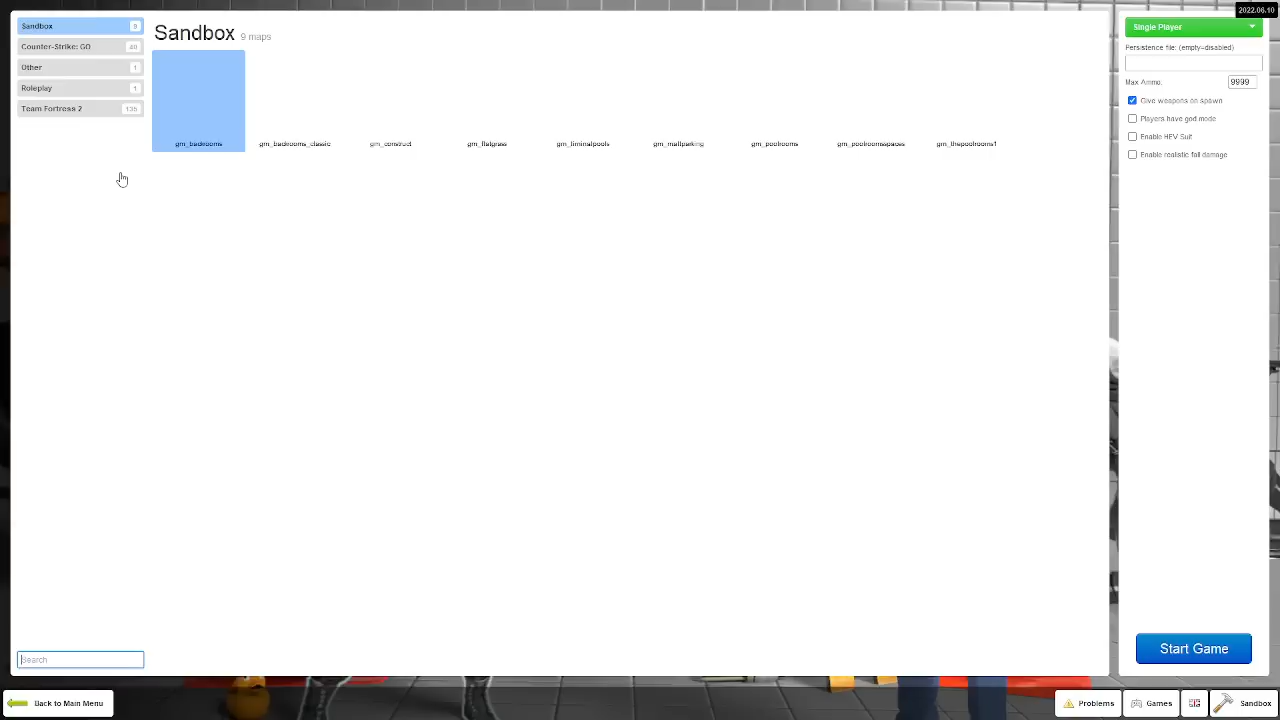 2022.06.10
Sandbox 9
Counter-Strike: GO 40
Other 1
Roleplay 1
Team Fortress 2 135
Search
Sandbox 9 maps
gm_backrooms
gm_backrooms_classic
gm_construct
gm_flatgrass
gm_liminalpools
gm_mallparking
gm_poolrooms
gm_poolroomsspaces
gm_thepoolrooms1
Single Player
Persistence file: (empty=disabled)
Max Ammo: 9999
Give weapons on spawn
Players have god mode
Enable HEV Suit
Enable realistic fall damage
Start Game
Back to Main Menu
Problems
Games
Sandbox